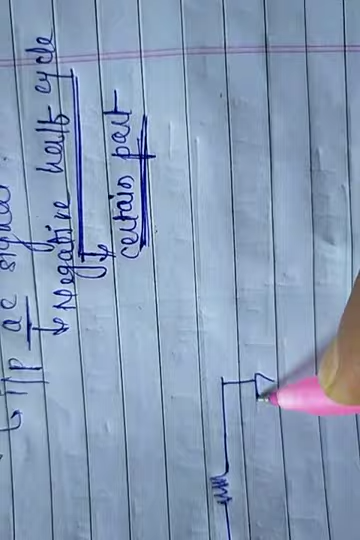 ↳ I/P ac signal.
↓ Negative half cycle
↓
certain part